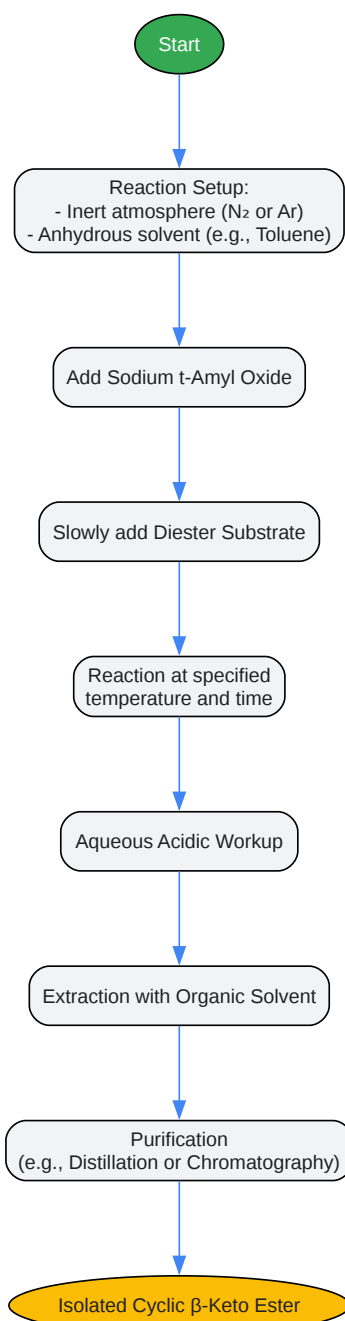 Start
Reaction Setup:
- Inert atmosphere (N₂ or Ar)
- Anhydrous solvent (e.g., Toluene)
Add Sodium t-Amyl Oxide
Slowly add Diester Substrate
Reaction at specified
temperature and time
Aqueous Acidic Workup
Extraction with Organic Solvent
Purification
(e.g., Distillation or Chromatography)
Isolated Cyclic β-Keto Ester